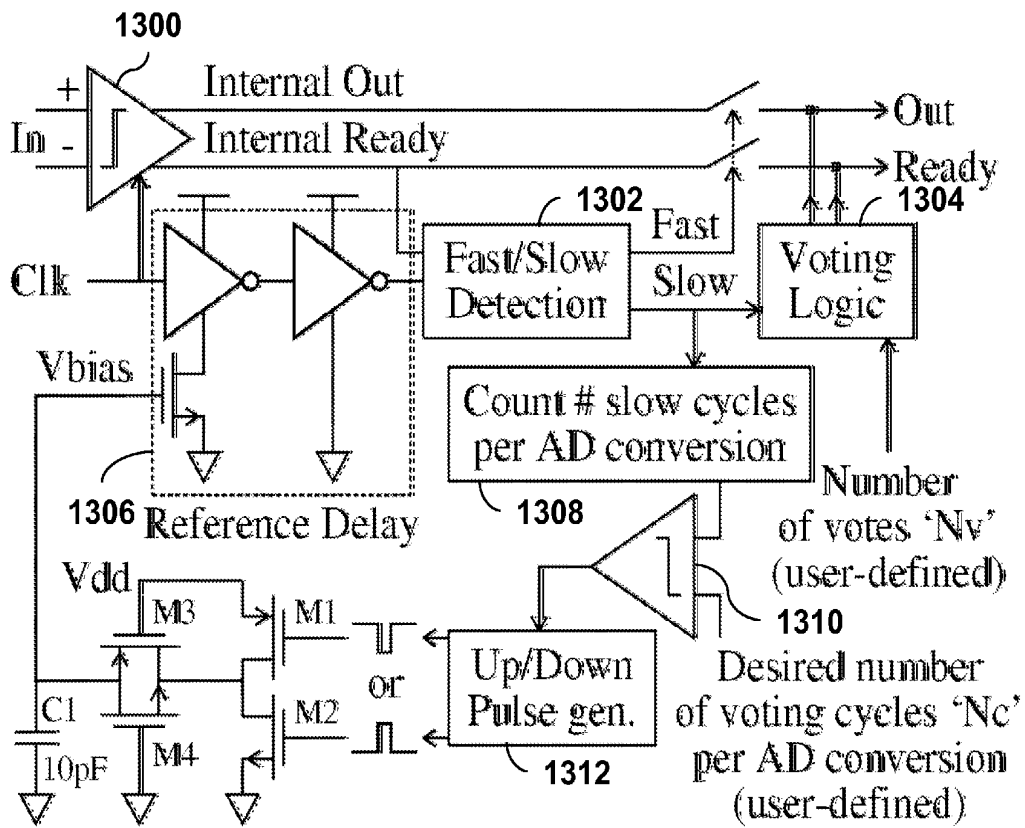 1300
+
In -
Internal Out
Internal Ready
Out
Ready
1302
1304
Fast
Clk
Fast/Slow
Detection
Slow
Voting
Logic
Vbias
Count # slow cycles
per AD conversion
1306
1308
Reference Delay
Number
of votes ‘Nv’
(user-defined)
Vdd
M3
M1
1310
Up/Down
Pulse gen.
or
Desired number
of voting cycles ‘Nc’
per AD conversion
(user-defined)
C1
M2
10pF
M4
1312